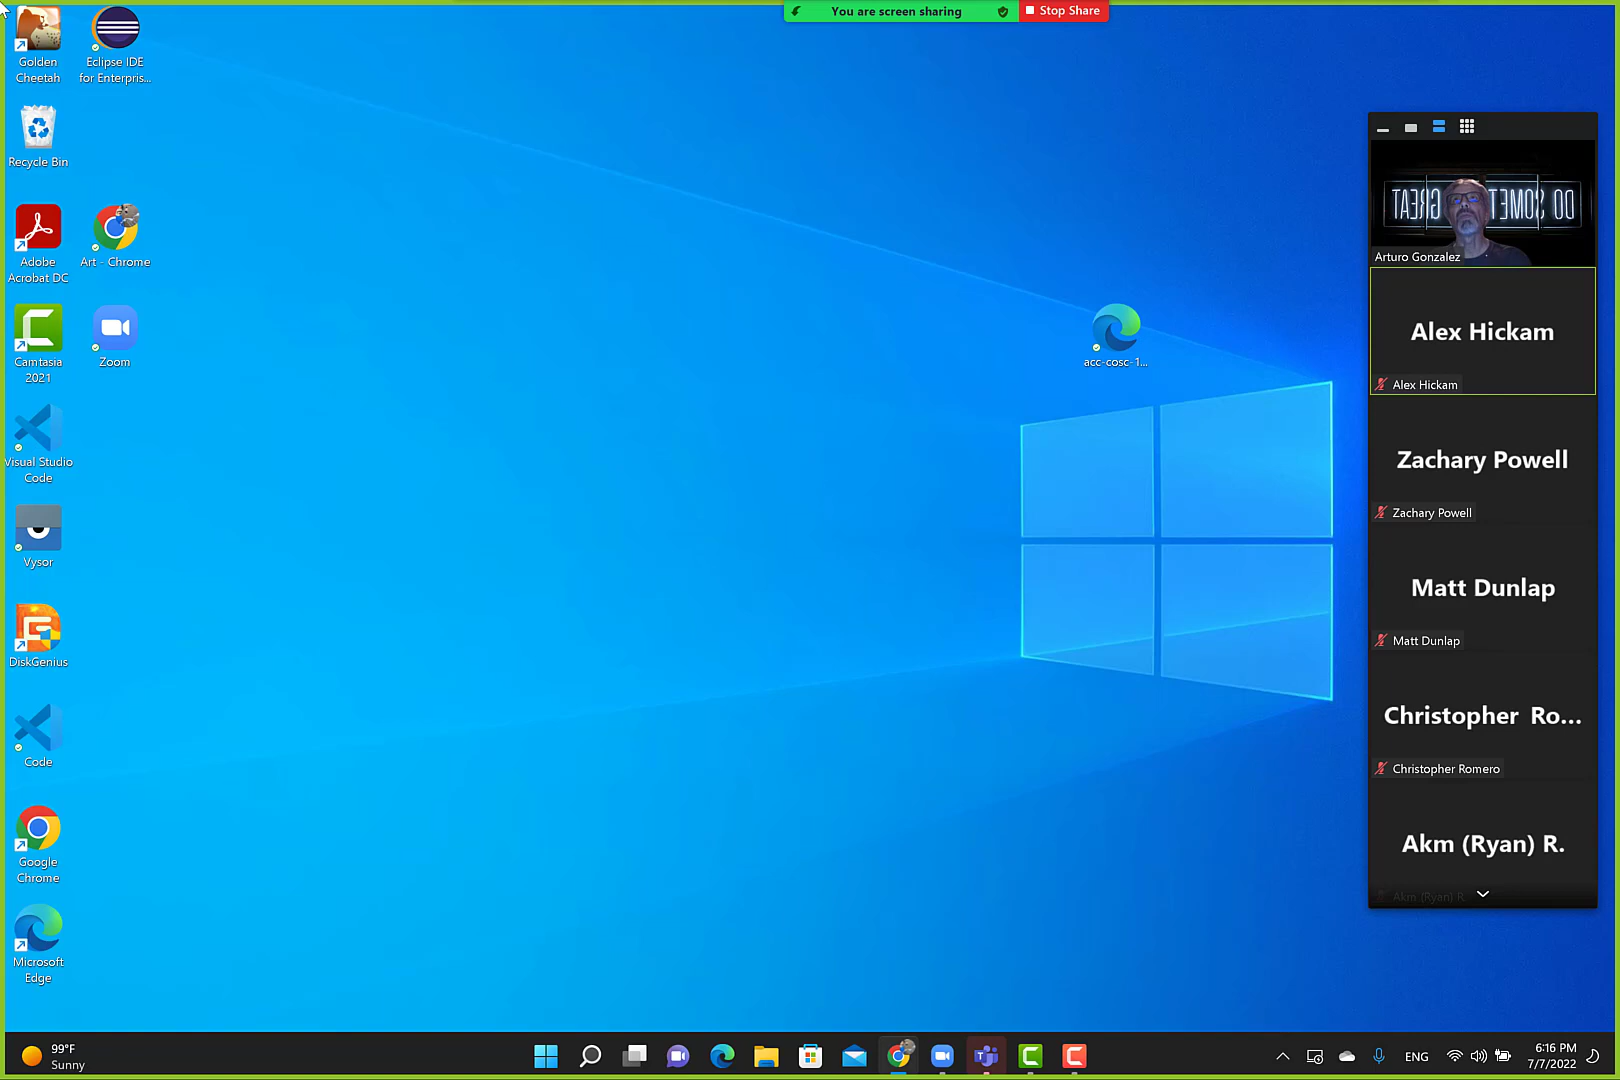 You are screen sharing
Stop Share
Golden
Cheetah
Eclipse IDE
for Enterpris...
Recycle Bin
Adobe
Acrobat DC
Art - Chrome
Camtasia
2021
Zoom
Visual Studio
Code
Vysor
DiskGenius
Code
Google
Chrome
Microsoft
Edge
acc-cosc-1...
Arturo Gonzalez
Alex Hickam
Alex Hickam
Zachary Powell
Zachary Powell
Matt Dunlap
Matt Dunlap
Christopher Ro...
Christopher Romero
Akm (Ryan) R.
Akm (Ryan) R.
99°F
Sunny
ENG
6:16 PM
7/7/2022